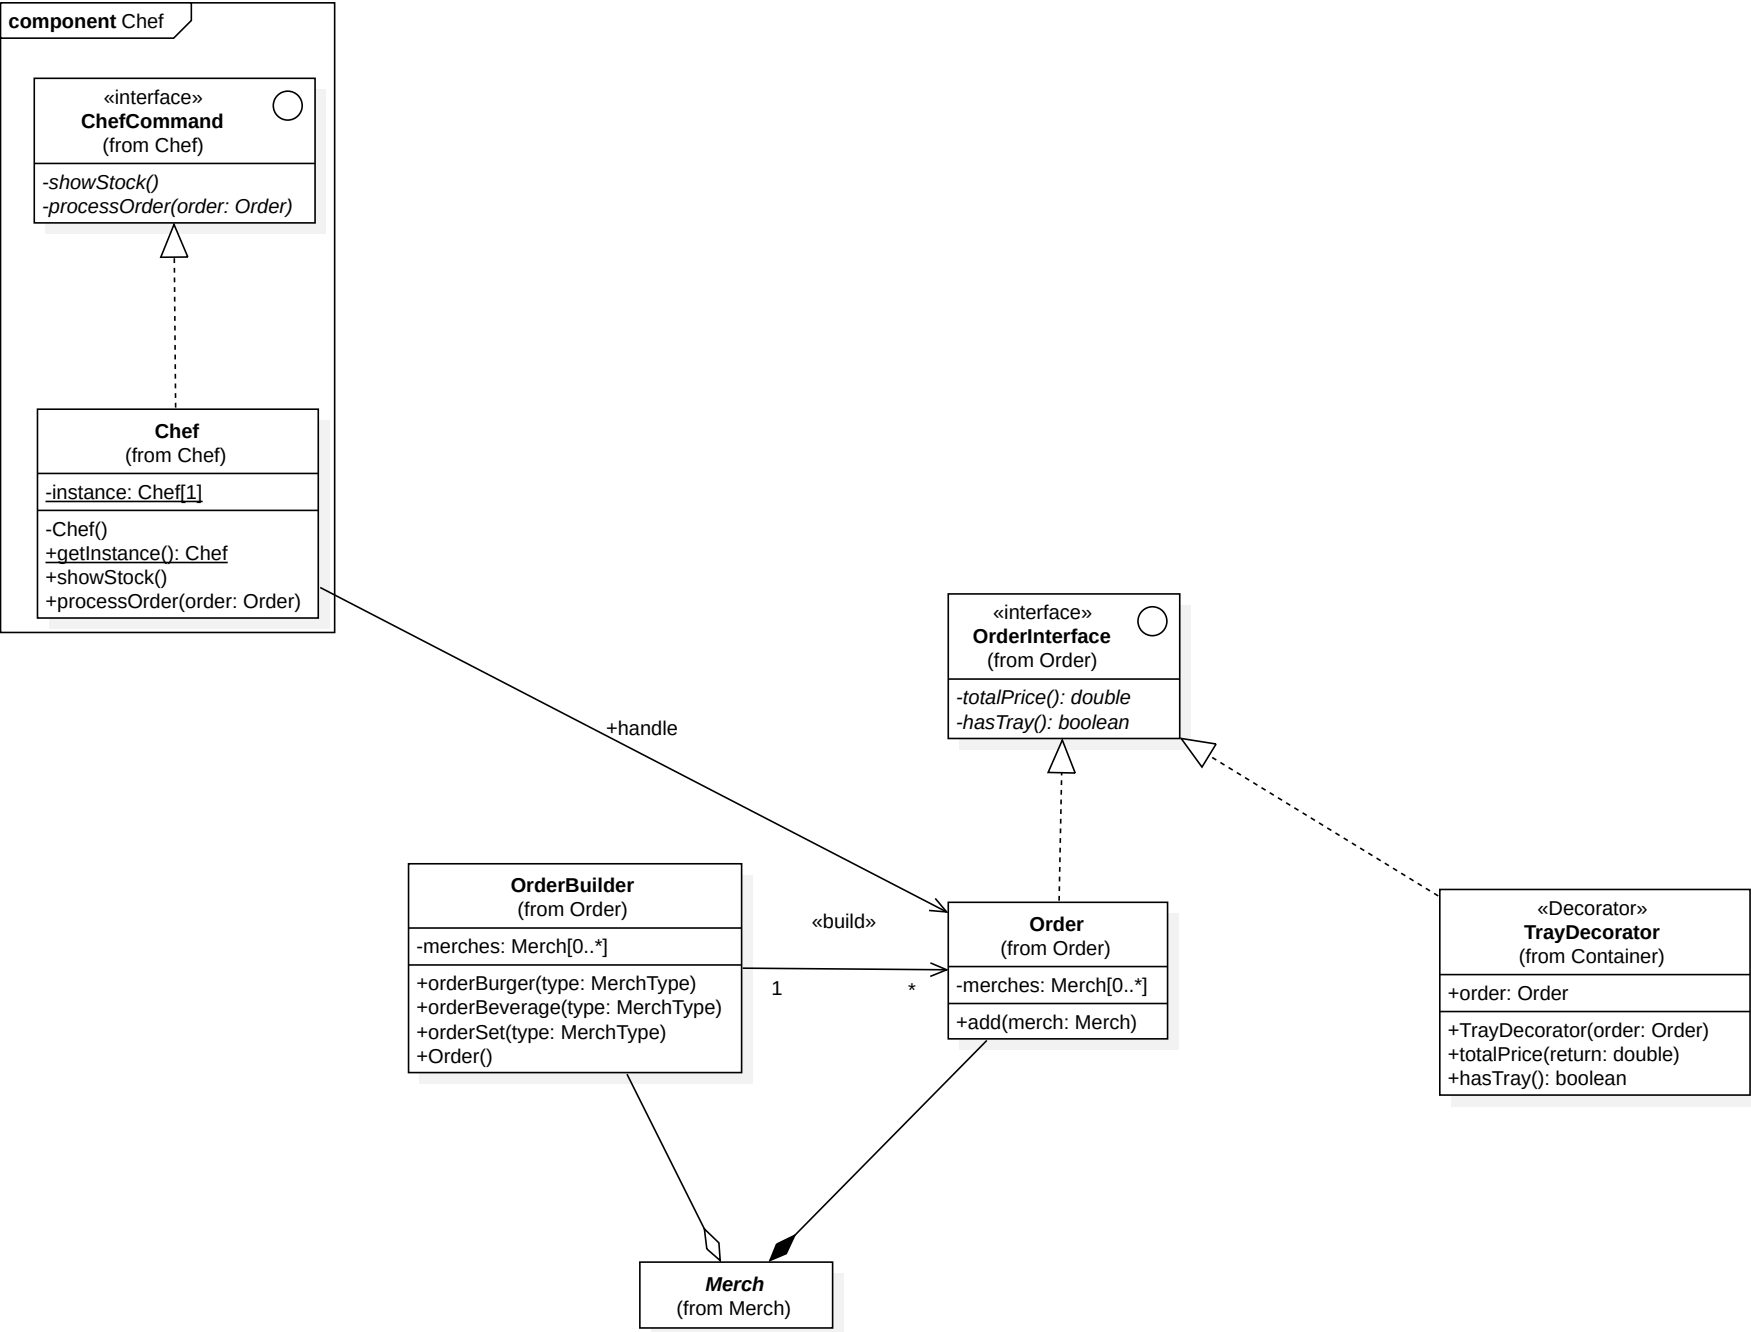 component Chef
«interface»
ChefCommand
(from Chef)
-showStock()
-processOrder(order: Order)
Chef
(from Chef)
-instance: Chef[1]
-Chef()
+getInstance(): Chef
+showStock()
+processOrder(order: Order)
+handle
«interface»
OrderInterface
(from Order)
-totalPrice(): double
-hasTray(): boolean
OrderBuilder
(from Order)
-merches: Merch[0..*]
+orderBurger(type: MerchType)
+orderBeverage(type: MerchType)
+orderSet(type: MerchType)
+Order()
«build»
1
*
Order
(from Order)
-merches: Merch[0..*]
+add(merch: Merch)
«Decorator»
TrayDecorator
(from Container)
+order: Order
+TrayDecorator(order: Order)
+totalPrice(return: double)
+hasTray(): boolean
Merch
(from Merch)